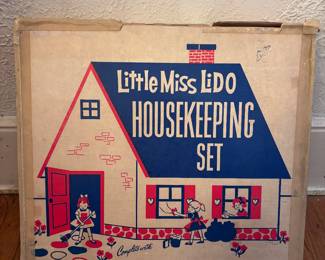 Little Miss Lido
HOUSEKEEPING
SET
Complete with